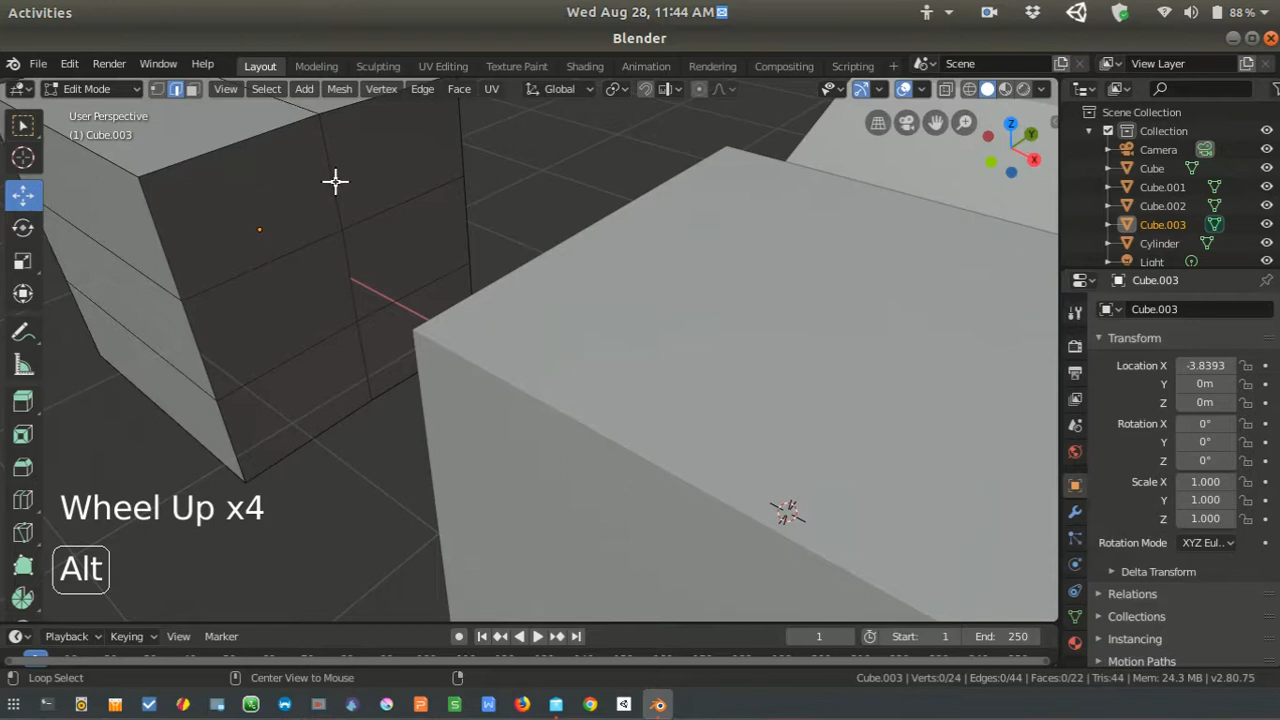 Activities
Wed Aug 28, 11:44 AM
88 %
Blender
File Edit Render Window Help
Layout Modeling Sculpting UV Editing Texture Paint Shading Animation Rendering Compositing Scripting +
Scene
View Layer
Edit Mode
View Select Add Mesh Vertex Edge Face UV
Global
User Perspective
(1) Cube.003
Z
Y
X
Scene Collection
Collection
Camera
Cube
Cube.001
Cube.002
Cube.003
Cylinder
Light
Cube.003
Cube.003
Transform
Location X -3.8393
Y 0m
Z 0m
Rotation X 0°
Y 0°
Z 0°
Scale X 1.000
Y 1.000
Z 1.000
Rotation Mode XYZ Eul..
Delta Transform
Relations
Collections
Instancing
Motion Paths
Wheel Up x4
Alt
Playback Keying View Marker
1
Start: 1
End: 250
Loop Select
Center View to Mouse
Cube.003 | Verts:0/24 | Edges:0/44 | Faces:0/22 | Tris:44 | Mem: 24.3 MB | v2.80.75